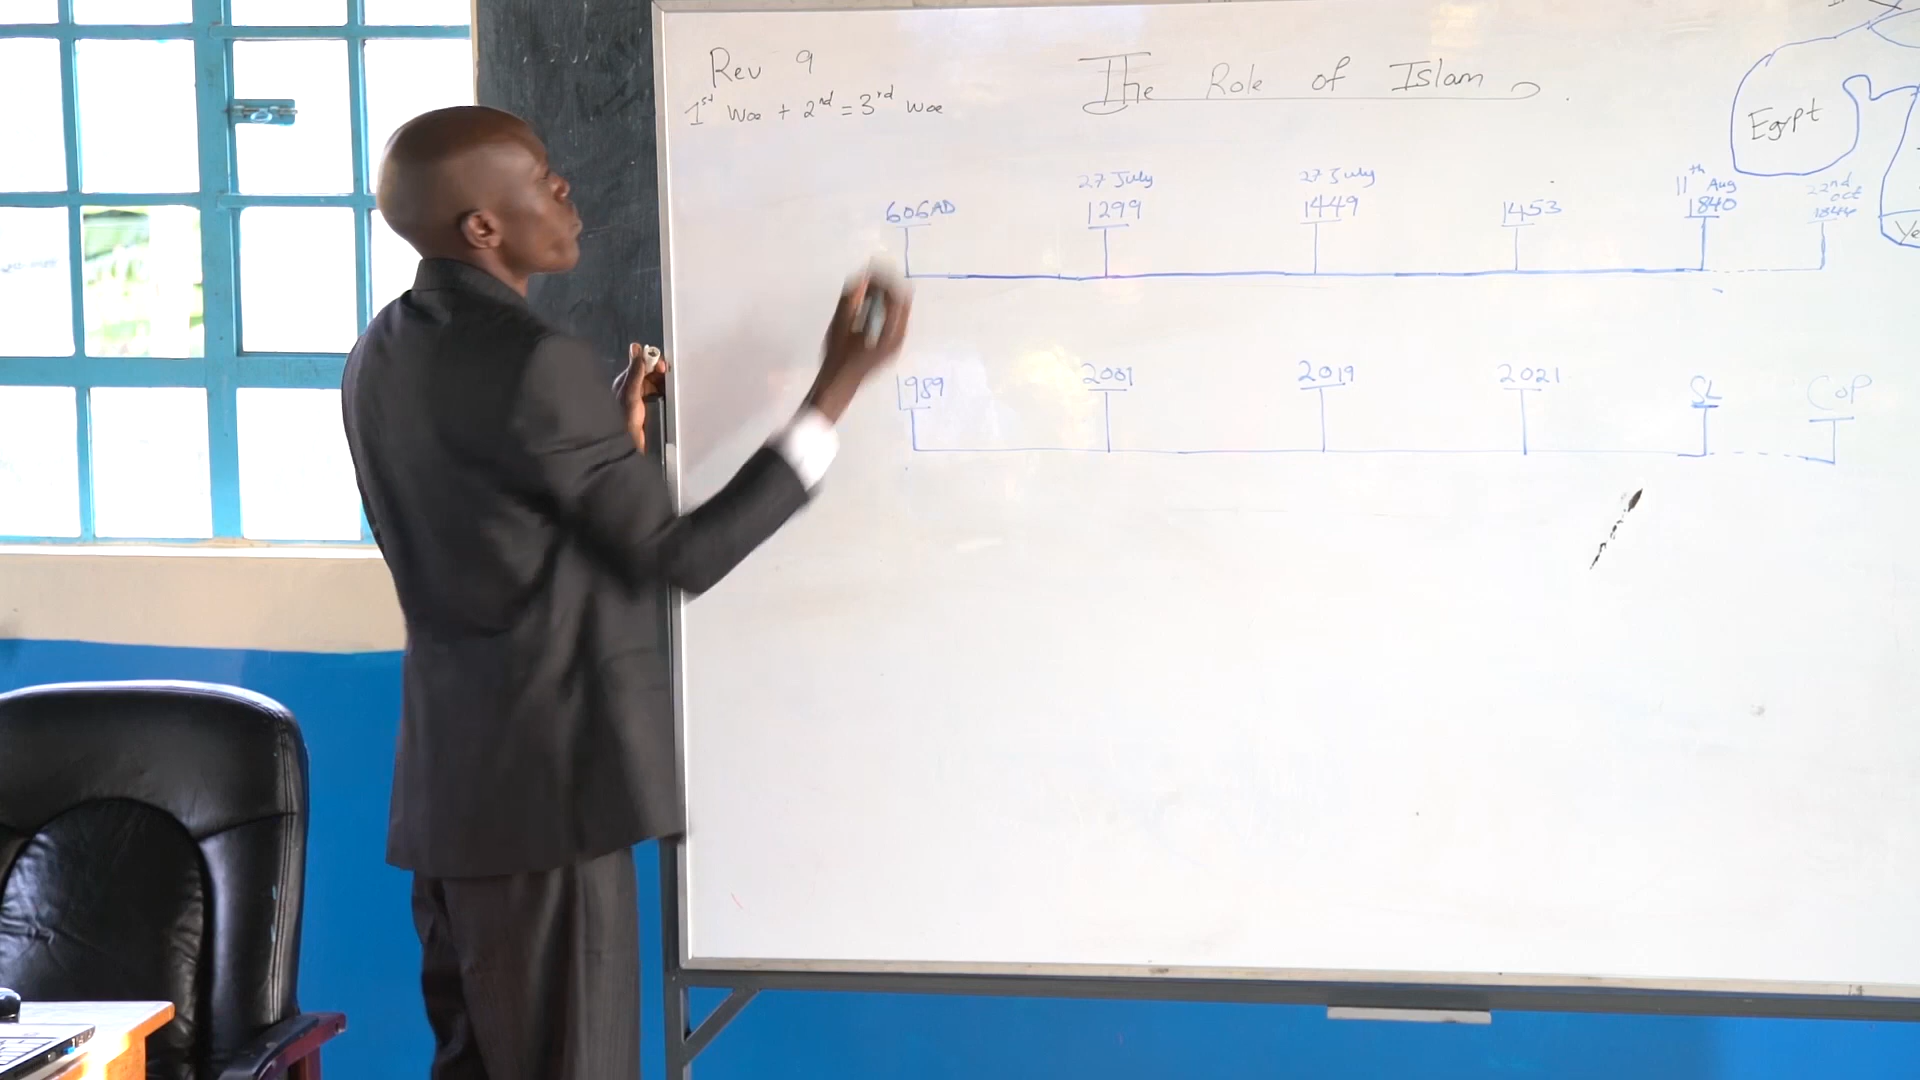 Rev 9
1st woe + 2nd = 3rd woe
The Role of Islam
Egypt
Ye
606AD
27 July
1299
27 July
1449
1453
11th Aug
1840
22nd
oct
1844
1989
2001
2019
2021
SL
CoP